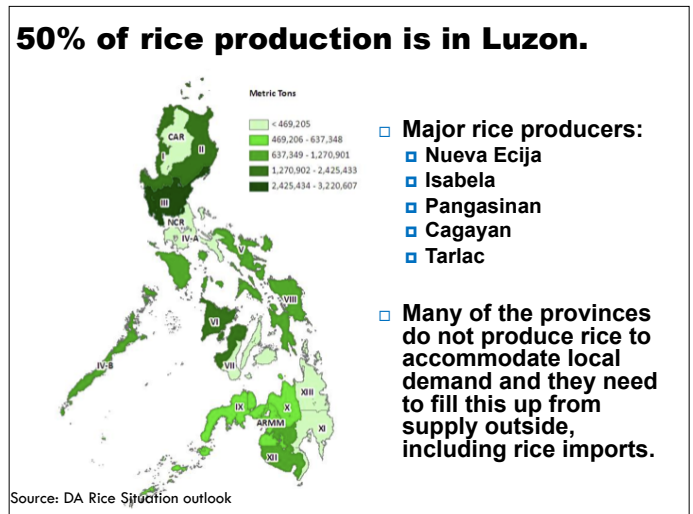 50% of rice production is in Luzon.
Metric Tons
< 469,205
469,206 - 637,348
637,349 - 1,270,901
1,270,902 - 2,425,433
2,425,434 - 3,220,607
CAR
I
II
III
NCR
IV-A
V
VIII
VI
IV-B
VII
XIII
IX
X
ARMM
XI
XII
Major rice producers:
Nueva Ecija
Isabela
Pangasinan
Cagayan
Tarlac
Many of the provinces
do not produce rice to
accommodate local
demand and they need
to fill this up from
supply outside,
including rice imports.
Source: DA Rice Situation outlook